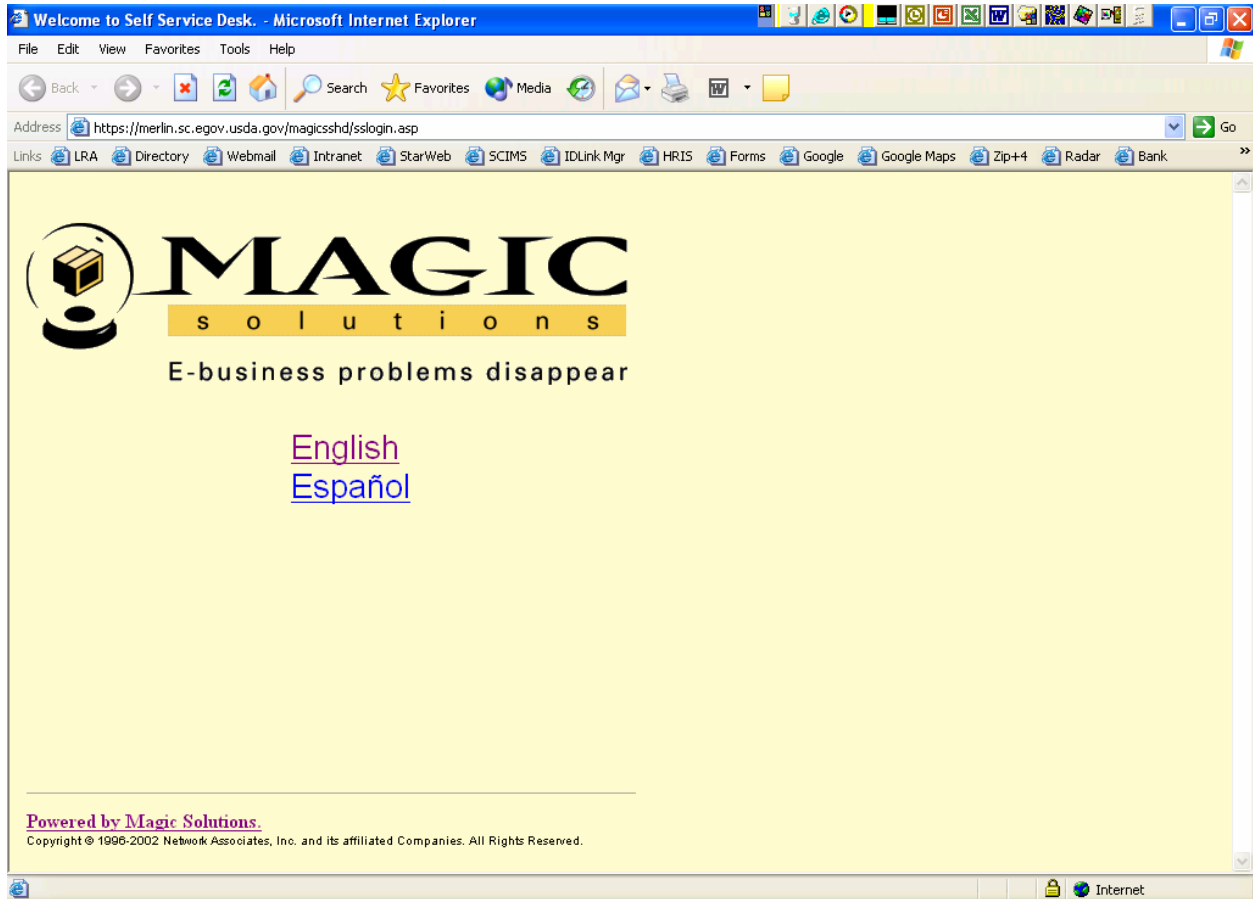 Welcome to Self Service Desk. - Microsoft Internet Explorer
File Edit View Favorites Tools Help
Back Search Favorites Media
Address https://merlin.sc.egov.usda.gov/magicsshd/sslogin.asp Go
Links LRA Directory Webmail Intranet StarWeb SCIMS IDLink Mgr HRIS Forms Google Google Maps Zip+4 Radar Bank »
MAGIC
solutions
E-business problems disappear
English
Español
Powered by Magic Solutions.
Copyright © 1996-2002 Network Associates, Inc. and its affiliated Companies. All Rights Reserved.
Internet